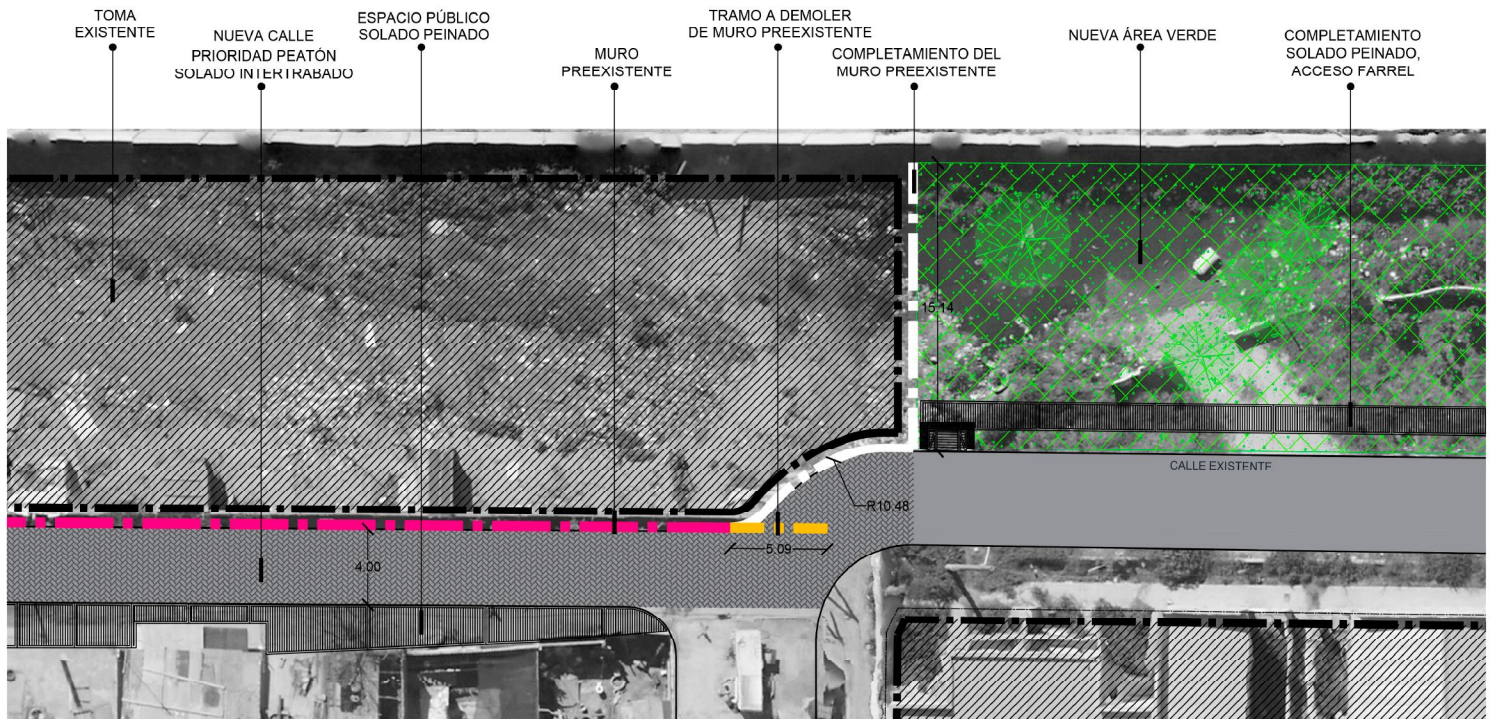 TOMA
EXISTENTE
NUEVA CALLE
PRIORIDAD PEATÓN
SOLADO INTERTRABADO
ESPACIO PÚBLICO
SOLADO PEINADO
MURO
PREEXISTENTE
TRAMO A DEMOLER
DE MURO PREEXISTENTE
COMPLETAMIENTO DEL
MURO PREEXISTENTE
NUEVA ÁREA VERDE
COMPLETAMIENTO
SOLADO PEINADO,
ACCESO FARREL
15.14
CALLE EXISTENTE
R10.48
5.09
4.00